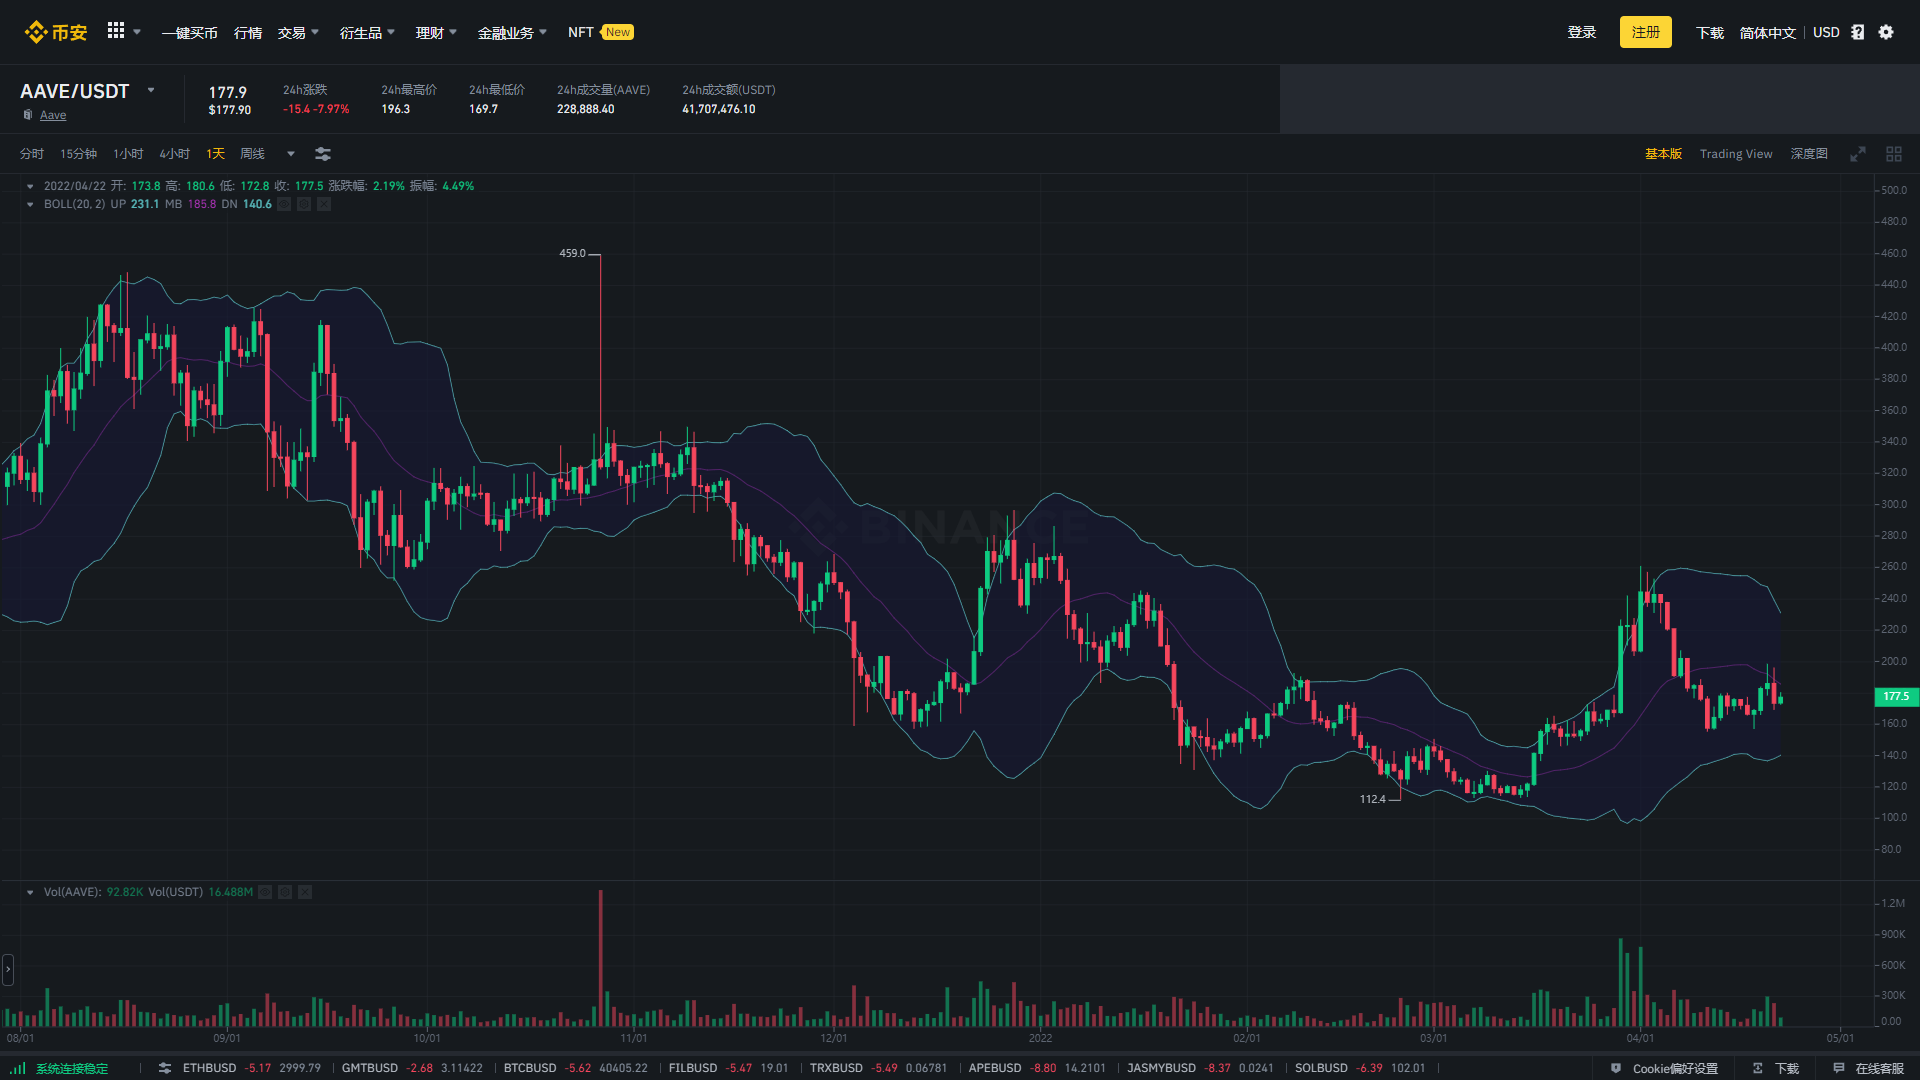 币安 一键买币 行情 交易 衍生品 理财 金融业务 NFT New 登录 注册 下载 简体中文 USD
AAVE/USDT
Aave
177.9
$177.90
24h涨跌
-15.4 -7.97%
24h最高价
196.3
24h最低价
169.7
24h成交量(AAVE)
228,888.40
24h成交额(USDT)
41,707,476.10
分时 15分钟 1小时 4小时 1天 周线 基本版 Trading View 深度图
2022/04/22 开: 173.8 高: 180.6 低: 172.8 收: 177.5 涨跌幅: 2.19% 振幅: 4.49%
BOLL(20, 2) UP 231.1 MB 185.8 DN 140.6
500.0
480.0
460.0
440.0
420.0
400.0
380.0
360.0
340.0
320.0
300.0
280.0
260.0
240.0
220.0
200.0
177.5
160.0
140.0
120.0
100.0
80.0
459.0
BINANCE
112.4
Vol(AAVE): 92.82K Vol(USDT) 16.488M
1.2M
900K
600K
300K
0.00
08/01 09/01 10/01 11/01 12/01 2022 02/01 03/01 04/01 05/01
系统连接稳定 ETHBUSD -5.17 2999.79 GMTBUSD -2.68 3.11422 BTCBUSD -5.62 40405.22 FILBUSD -5.47 19.01 TRXBUSD -5.49 0.06781 APEBUSD -8.80 14.2101 JASMYBUSD -8.37 0.0241 SOLBUSD -6.39 102.01 Cookie偏好设置 下载 在线客服